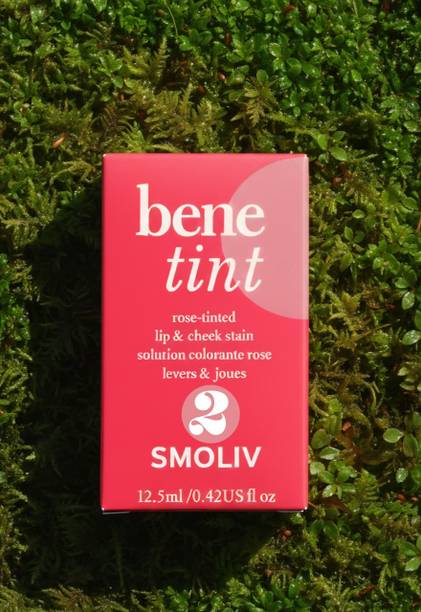 bene
tint
rose-tinted
lip & cheek stain
solution colorante rose
levers & joues
2
SMOLIV
12.5ml /0.42US fl oz